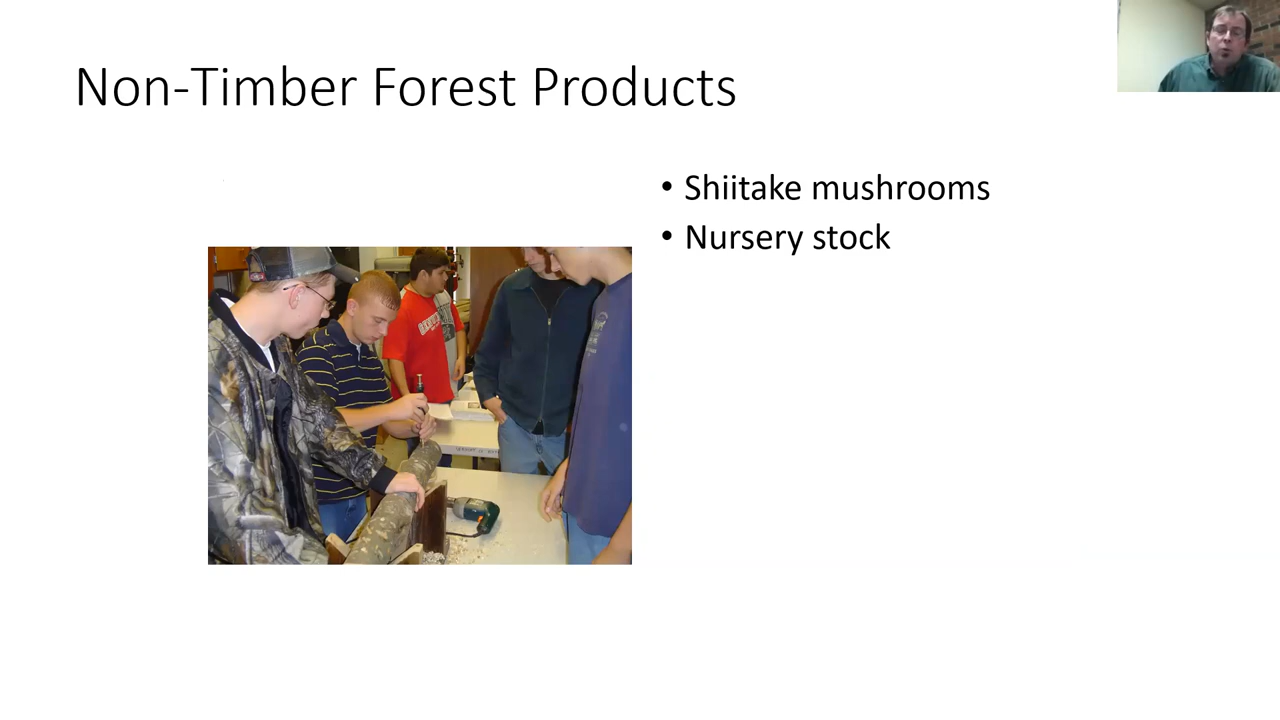 Non-Timber Forest Products
• Shiitake mushrooms
• Nursery stock